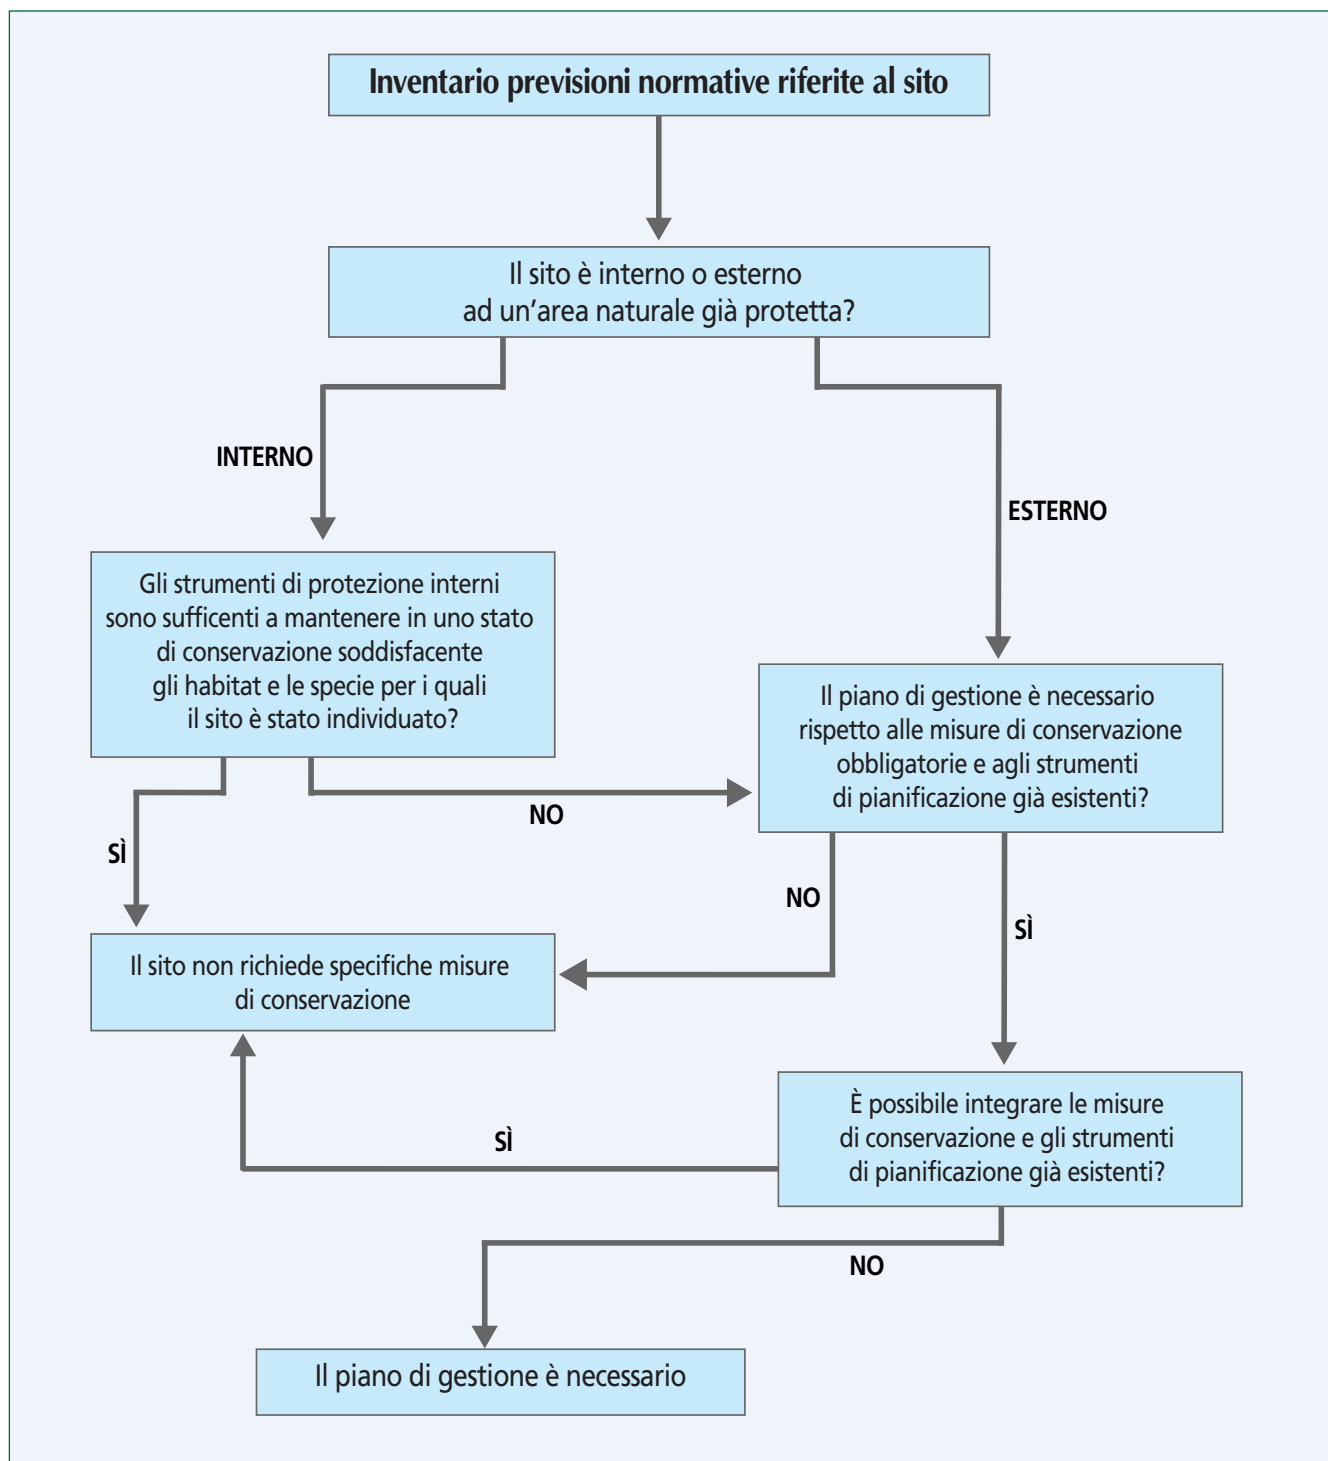 Inventario previsioni normative riferite al sito
Il sito è interno o esterno
ad un'area naturale già protetta?
INTERNO
ESTERNO
Gli strumenti di protezione interni
sono sufficenti a mantenere in uno stato
di conservazione soddisfacente
gli habitat e le specie per i quali
il sito è stato individuato?
Il piano di gestione è necessario
rispetto alle misure di conservazione
obbligatorie e agli strumenti
di pianificazione già esistenti?
NO
SÌ
NO
SÌ
Il sito non richiede specifiche misure
di conservazione
È possibile integrare le misure
di conservazione e gli strumenti
di pianificazione già esistenti?
SÌ
NO
Il piano di gestione è necessario